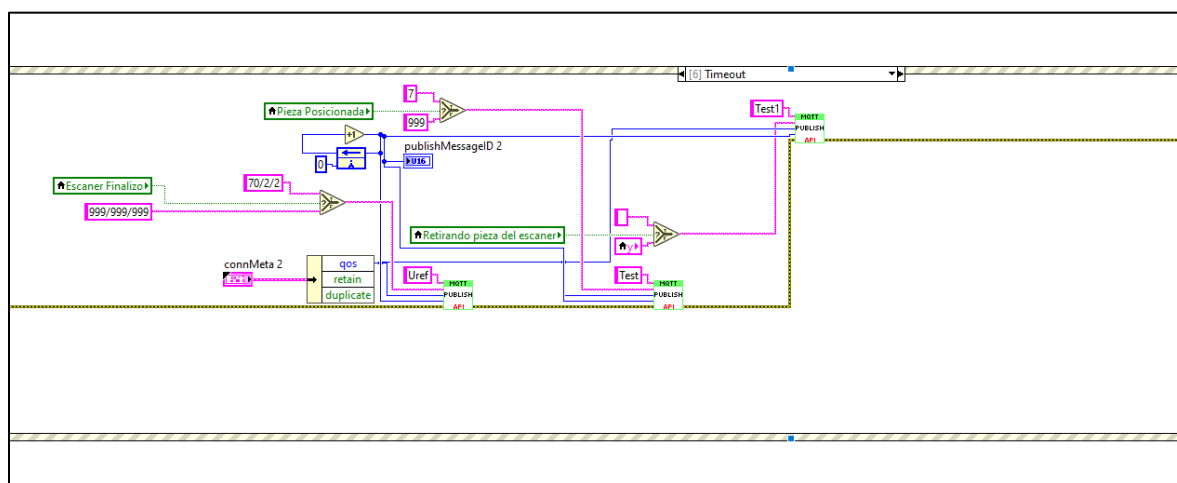 [6] Timeout
7
Pieza Posicionada
999
Test1
MQTT
PUBLISH
API
+1
publishMessageID 2
0
U16
70/2/2
Escaner Finalizo
999/999/999
Retirando pieza del escaner
y
connMeta 2
qos
retain
duplicate
Uref
MQTT
PUBLISH
API
Test
MQTT
PUBLISH
API